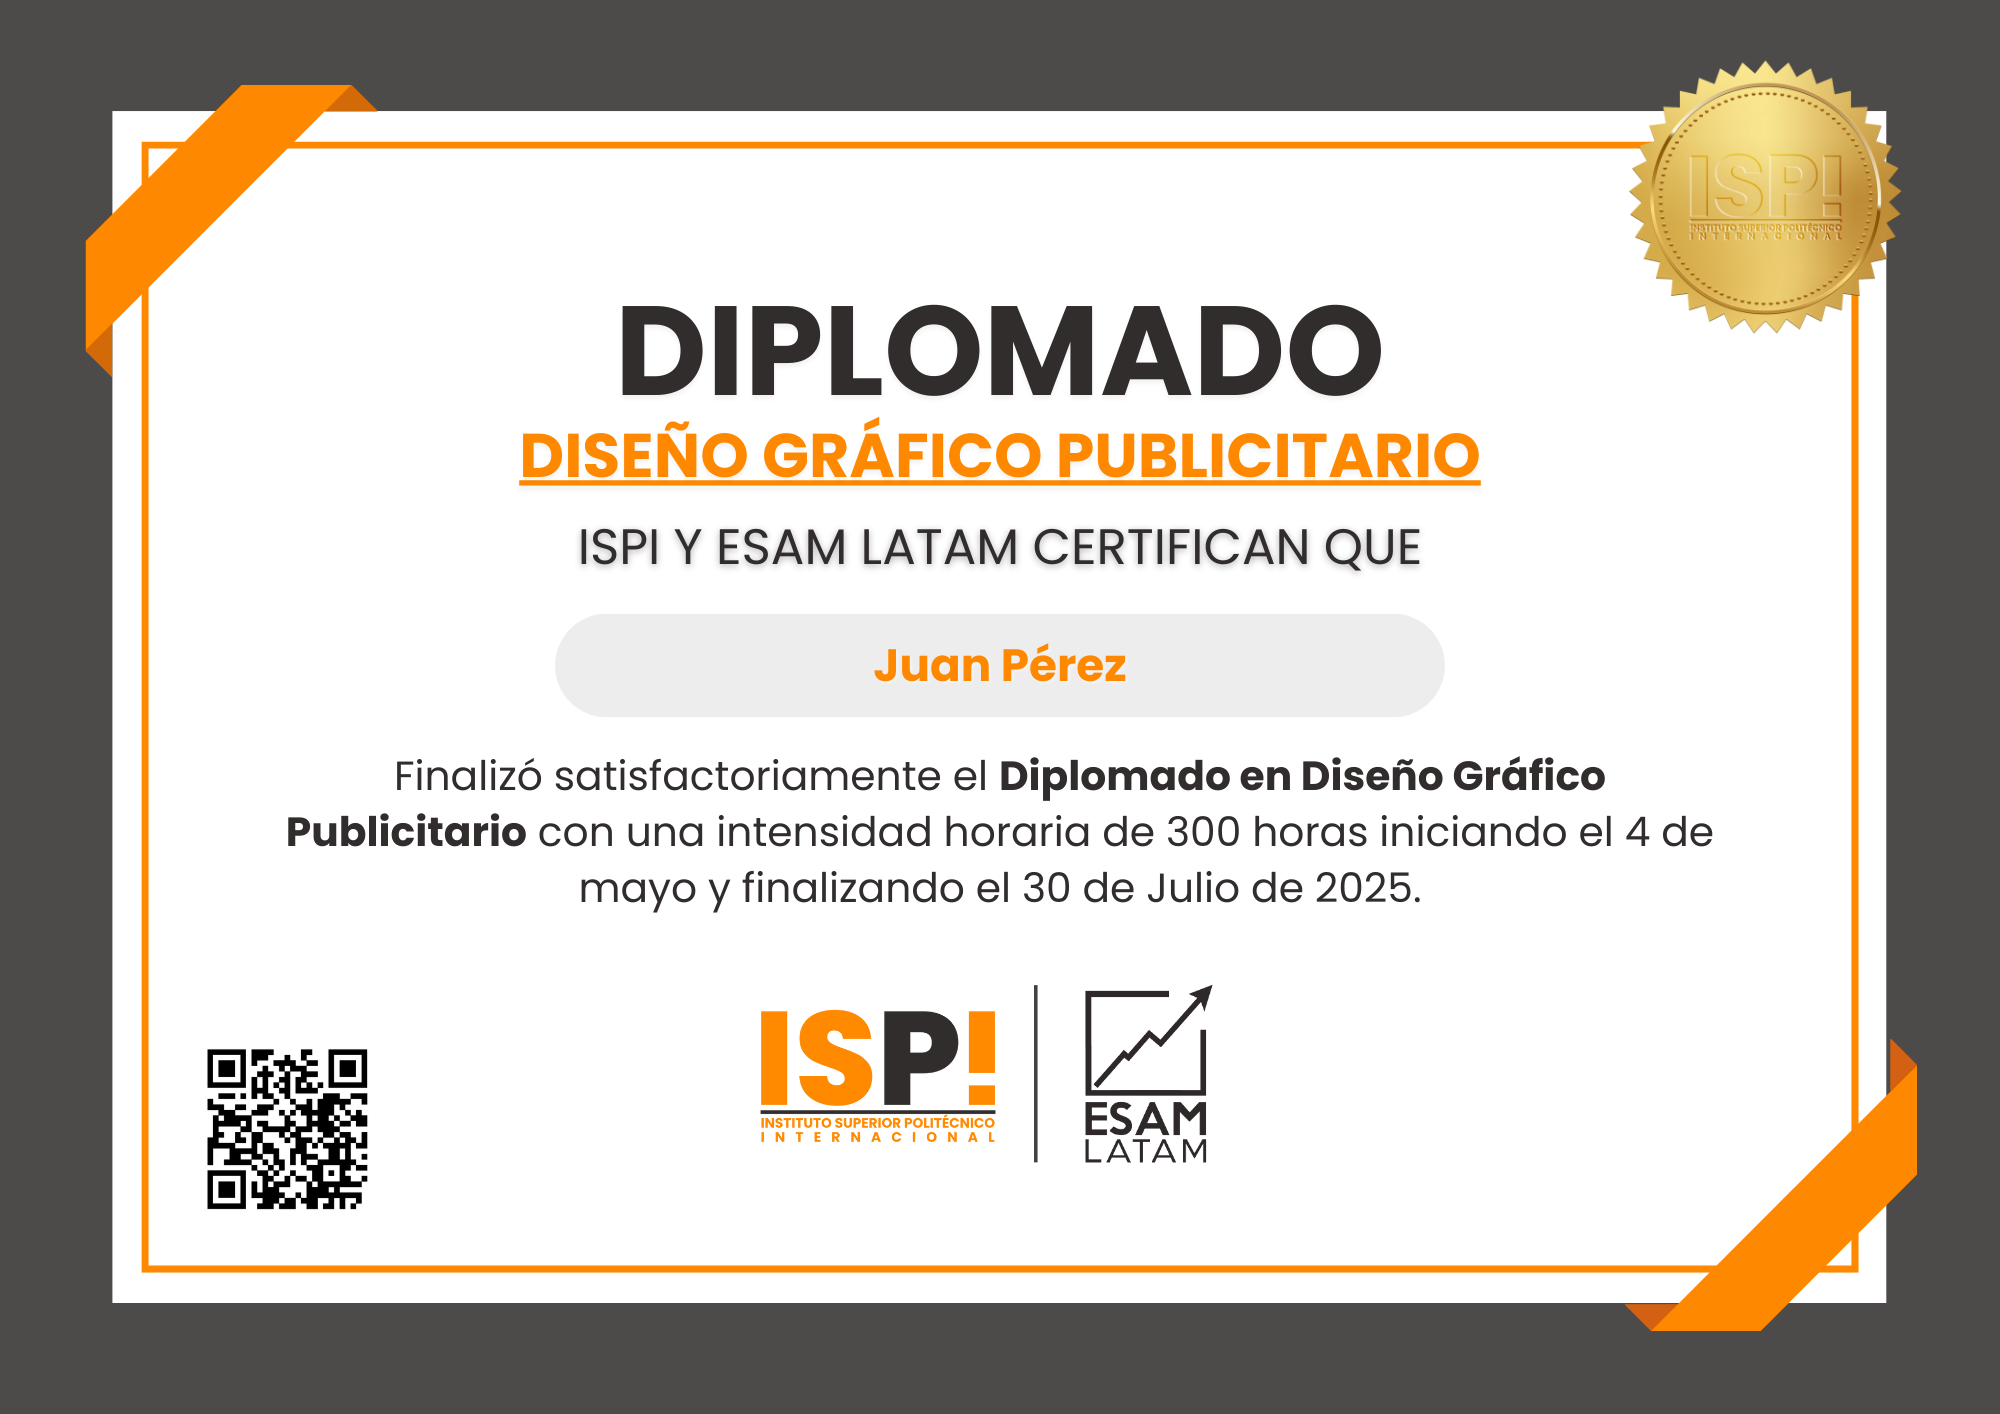 ISP!
INSTITUTO SUPERIOR POLITÉCNICO
INTERNACIONAL
DIPLOMADO
DISEÑO GRÁFICO PUBLICITARIO
ISPI Y ESAM LATAM CERTIFICAN QUE
Juan Pérez
Finalizó satisfactoriamente el Diplomado en Diseño Gráfico
Publicitario con una intensidad horaria de 300 horas iniciando el 4 de
mayo y finalizando el 30 de Julio de 2025.
ISP!
INSTITUTO SUPERIOR POLITÉCNICO
INTERNACIONAL
ESAM
LATAM